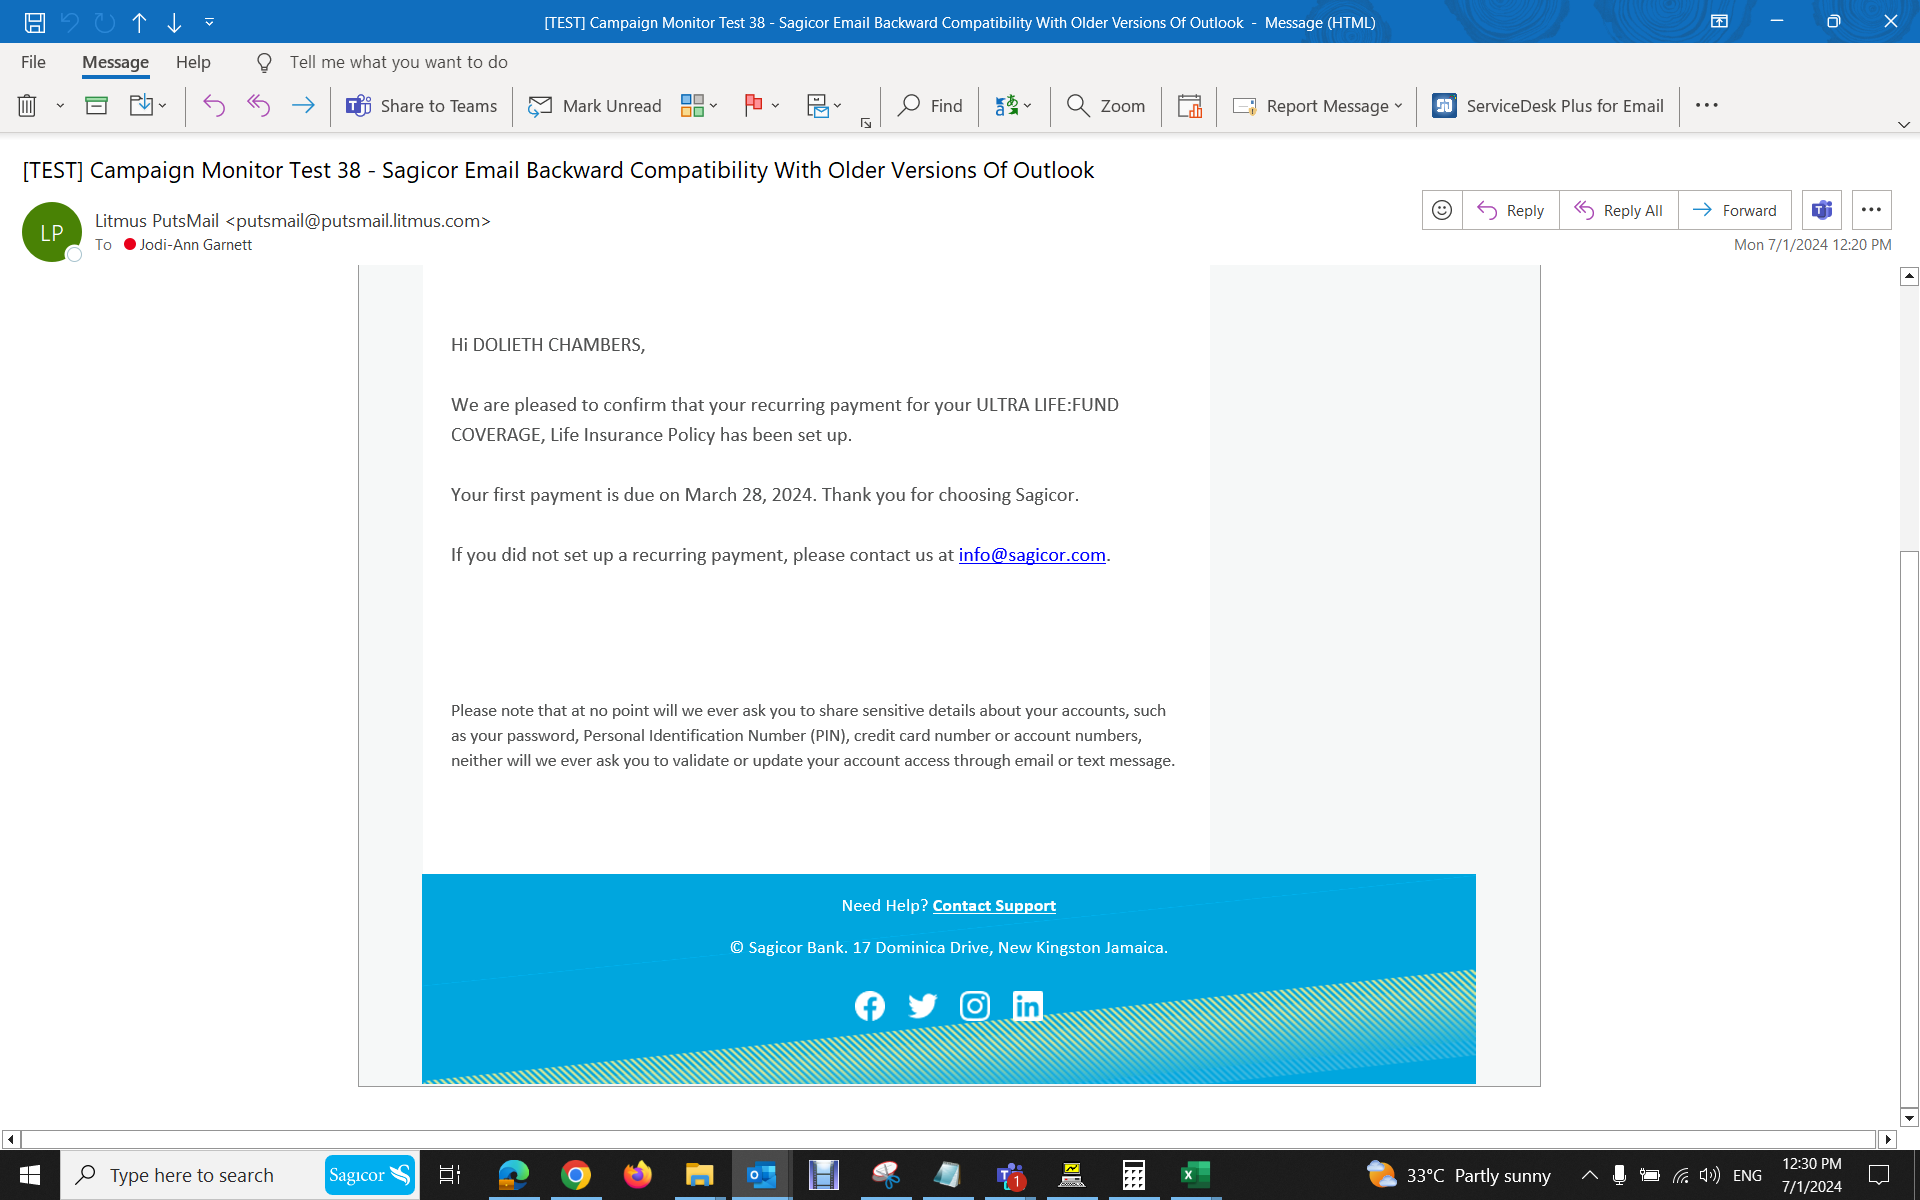 [TEST] Campaign Monitor Test 38 - Sagicor Email Backward Compatibility With Older Versions Of Outlook - Message (HTML)
File Message Help Tell me what you want to do
Share to Teams Mark Unread Find Zoom Report Message ServiceDesk Plus for Email
[TEST] Campaign Monitor Test 38 - Sagicor Email Backward Compatibility With Older Versions Of Outlook
LP
Litmus PutsMail <putsmail@putsmail.litmus.com>
To Jodi-Ann Garnett
Reply Reply All Forward
Mon 7/1/2024 12:20 PM
Hi DOLIETH CHAMBERS,
We are pleased to confirm that your recurring payment for your ULTRA LIFE:FUND
COVERAGE, Life Insurance Policy has been set up.
Your first payment is due on March 28, 2024. Thank you for choosing Sagicor.
If you did not set up a recurring payment, please contact us at info@sagicor.com.
Please note that at no point will we ever ask you to share sensitive details about your accounts, such
as your password, Personal Identification Number (PIN), credit card number or account numbers,
neither will we ever ask you to validate or update your account access through email or text message.
Need Help? Contact Support
© Sagicor Bank. 17 Dominica Drive, New Kingston Jamaica.
Type here to search Sagicor 1 33°C Partly sunny ENG
12:30 PM
7/1/2024